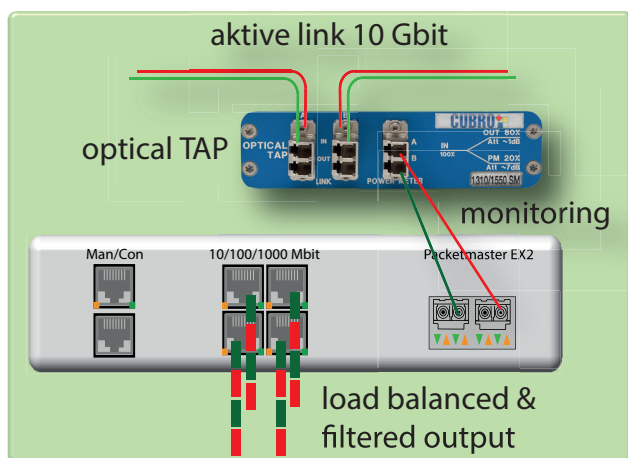 aktive link 10 Gbit
CUBRO
OPTICAL
TAP
IN
OUT
LINK
A
B
POWER METER
IN
100%
OUT 80%
Att ~1dB
PM 20%
Att ~7dB
1310/1550 SM
optical TAP
monitoring
Man/Con
10/100/1000 Mbit
Packetmaster EX2
load balanced &
filtered output